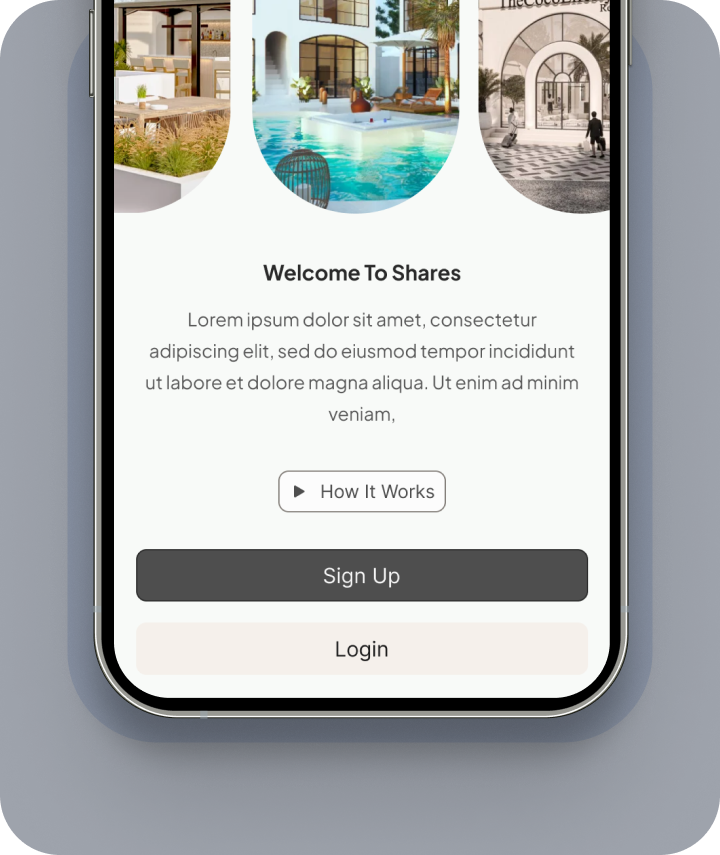 Welcome To Shares
Lorem ipsum dolor sit amet, consectetur
adipiscing elit, sed do eiusmod tempor incididunt
ut labore et dolore magna aliqua. Ut enim ad minim
veniam,
How It Works
Sign Up
Login